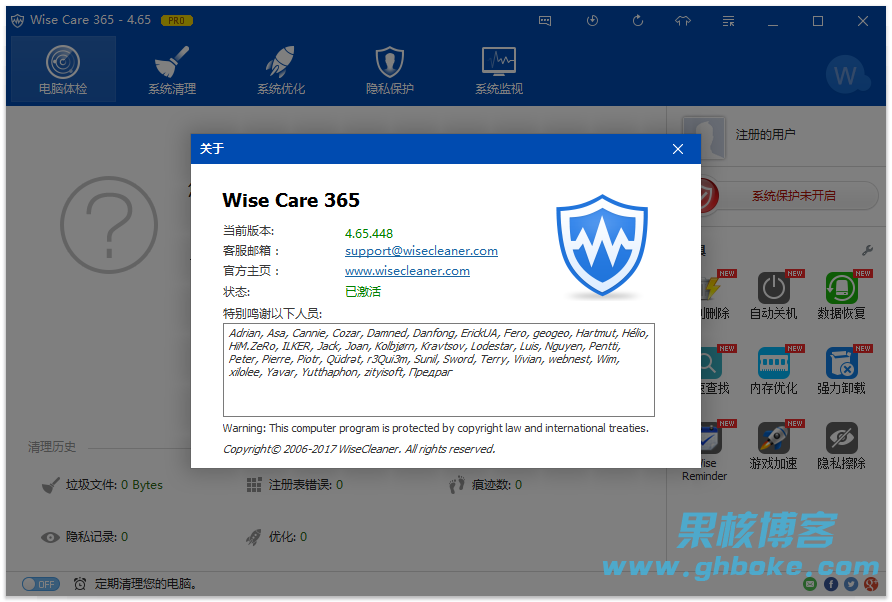 Wise Care 365 - 4.65 PRO
电脑体检
系统清理
系统优化
隐私保护
系统监视
W
注册的用户
系统保护未开启
关于
Wise Care 365
当前版本: 4.65.448
客服邮箱： support@wisecleaner.com
官方主页： www.wisecleaner.com
状态: 已激活
特别鸣谢以下人员:
Adrian, Asa, Cannie, Cozar, Damned, Danfong, ErickUA, Fero, geogeo, Hartmut, Hélio,
HiM.ZeRo, ILKER, Jack, Joan, Kolbjørn, Kravtsov, Lodestar, Luis, Nguyen, Pentti,
Peter, Pierre, Piotr, Qüdrat, r3Qui3m, Sunil, Sword, Terry, Vivian, webnest, Wim,
xilolee, Yavar, Yutthaphon, zityisoft, Предраг
Warning: This computer program is protected by copyright law and international treaties.
Copyright© 2006-2017 WiseCleaner. All rights reserved.
NEW NEW NEW
删除 自动关机 数据恢复
NEW NEW NEW
查找 内存优化 强力卸载
NEW NEW
Wise
Reminder
游戏加速 隐私擦除
清理历史
垃圾文件: 0 Bytes
注册表错误: 0
痕迹数: 0
隐私记录: 0
优化: 0
OFF 定期清理您的电脑。
果核博客
www.ghboke.com